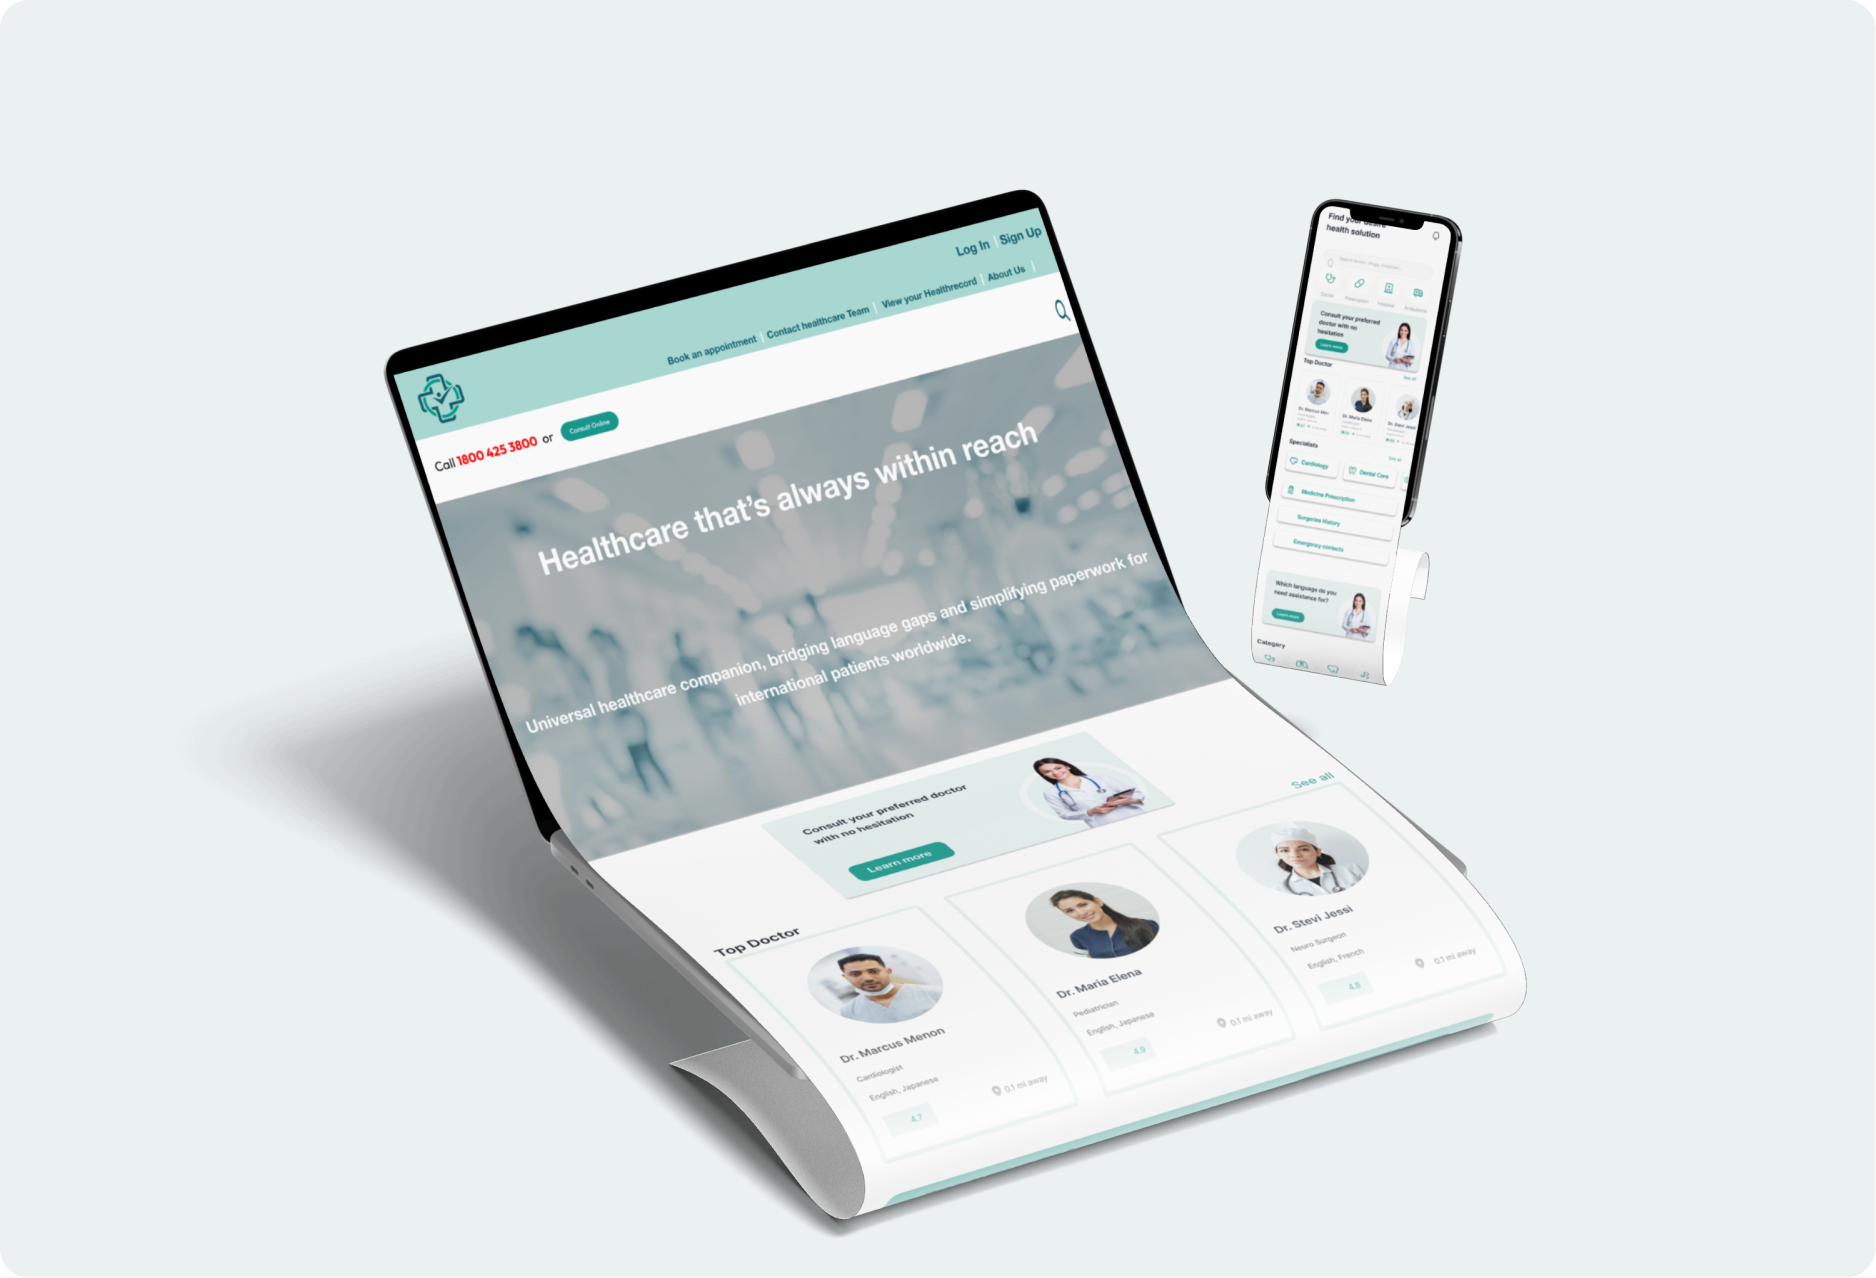 Log In
Sign Up
Book an appointment
Contact healthcare Team
View your Healthrecord
About Us
Call 1800 425 3800 or
Consult Online
Healthcare that's always within reach
Universal healthcare companion, bridging language gaps and simplifying paperwork for
international patients worldwide.
Consult your preferred doctor
with no hesitation
Learn more
See all
Top Doctor
Dr. Marcus Menon
Cardiologist
English, Japanese
4.7
0.1 mi away
Dr. Maria Elena
Pediatrician
English, Japanese
4.9
0.1 mi away
Dr. Stevi Jessi
Neuro Surgeon
English, French
4.8
0.1 mi away
Find your desire
health solution
Doctor
Prescription
Hospital
Ambulance
Consult your preferred
doctor with no
hesitation
Learn more
Top Doctor
See all
Dr. Marcus Men
Dr. Maria Elena
Dr. Stevi Jessi
Specialists
See all
Cardiology
Dental Care
Medicine Prescription
Surgeries History
Emergency contacts
Which language do you
need assistance for?
Learn more
Category